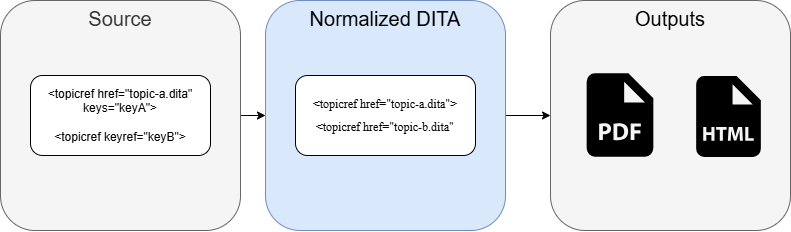 Source
<topicref href="topic-a.dita"
keys="keyA">
<topicref keyref="keyB">
Normalized DITA
<topicref href="topic-a.dita">
<topicref href="topic-b.dita"
Outputs
PDF
HTML